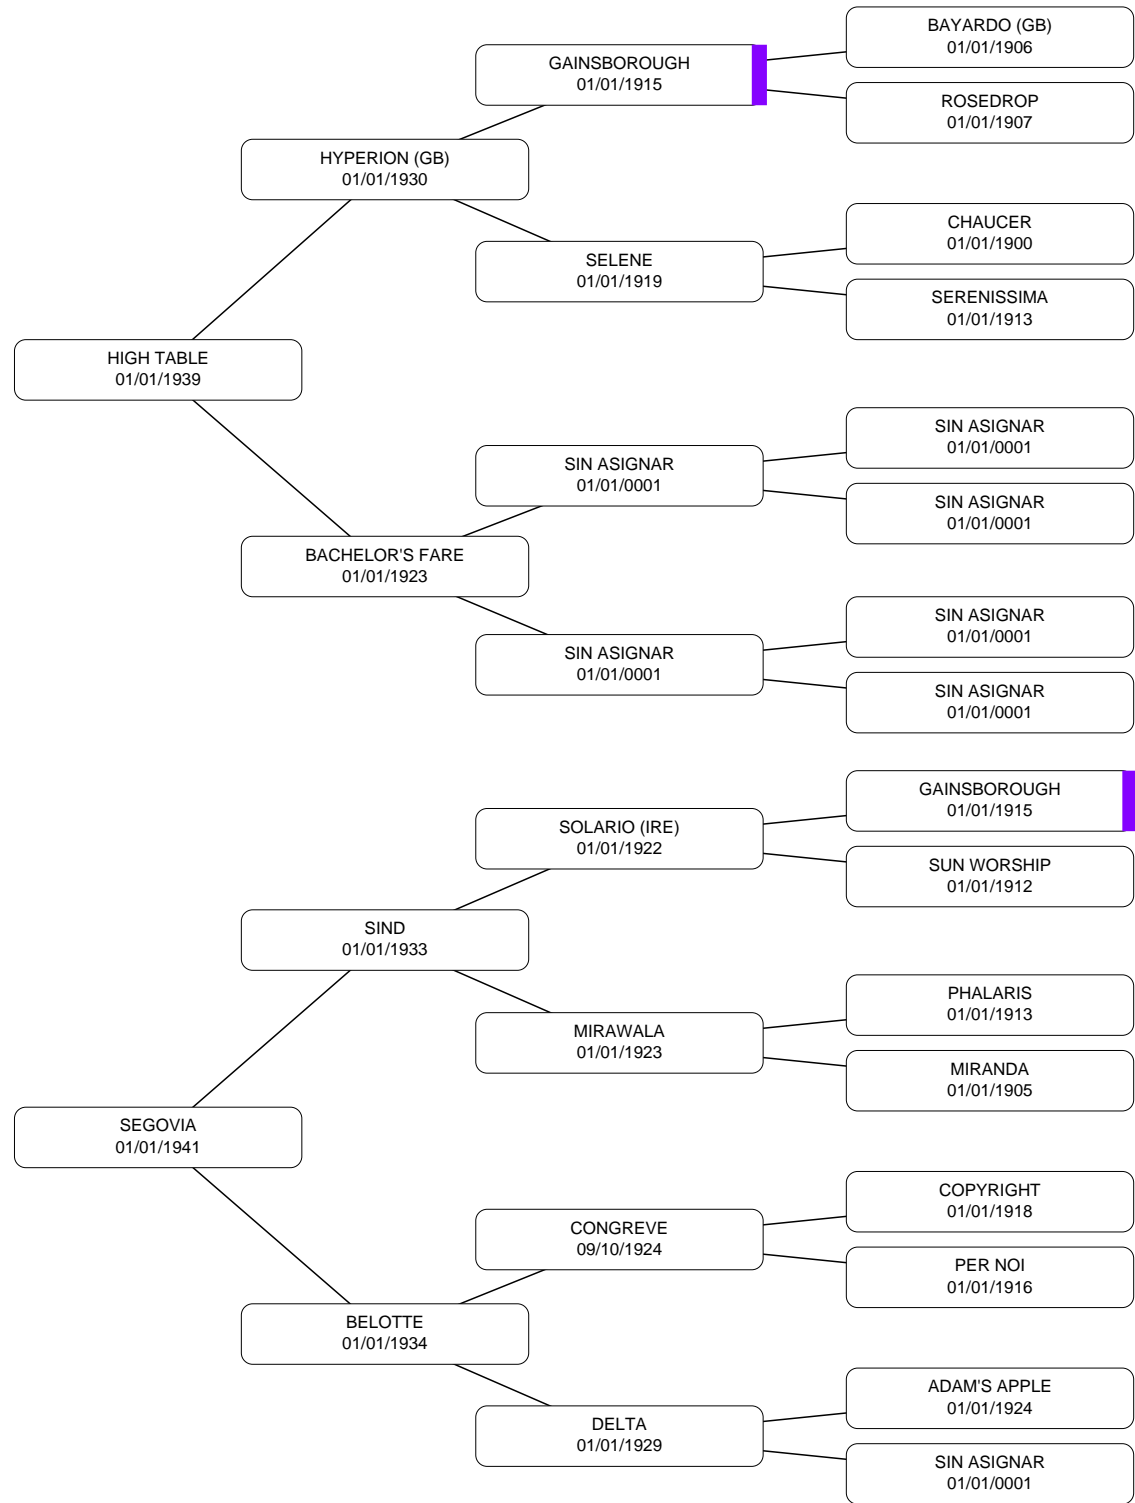 BAYARDO (GB)
01/01/1906
GAINSBOROUGH
01/01/1915
ROSEDROP
01/01/1907
HYPERION (GB)
01/01/1930
CHAUCER
01/01/1900
SELENE
01/01/1919
SERENISSIMA
01/01/1913
HIGH TABLE
01/01/1939
SIN ASIGNAR
01/01/0001
SIN ASIGNAR
01/01/0001
SIN ASIGNAR
01/01/0001
BACHELOR'S FARE
01/01/1923
SIN ASIGNAR
01/01/0001
SIN ASIGNAR
01/01/0001
SIN ASIGNAR
01/01/0001
GAINSBOROUGH
01/01/1915
SOLARIO (IRE)
01/01/1922
SUN WORSHIP
01/01/1912
SIND
01/01/1933
PHALARIS
01/01/1913
MIRAWALA
01/01/1923
MIRANDA
01/01/1905
SEGOVIA
01/01/1941
COPYRIGHT
01/01/1918
CONGREVE
09/10/1924
PER NOI
01/01/1916
BELOTTE
01/01/1934
ADAM'S APPLE
01/01/1924
DELTA
01/01/1929
SIN ASIGNAR
01/01/0001